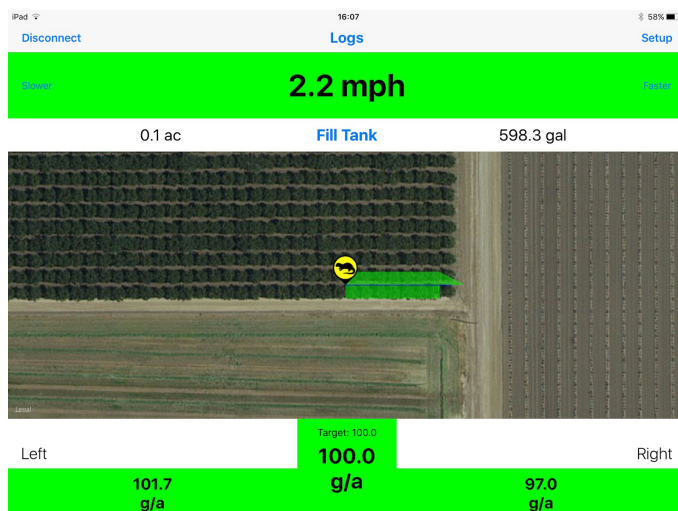 iPad 16:07 58%
Disconnect Logs Setup
Slower 2.2 mph Faster
0.1 ac Fill Tank 598.3 gal
Legal
Target: 100.0
Left 100.0 Right
g/a
101.7 97.0
g/a g/a